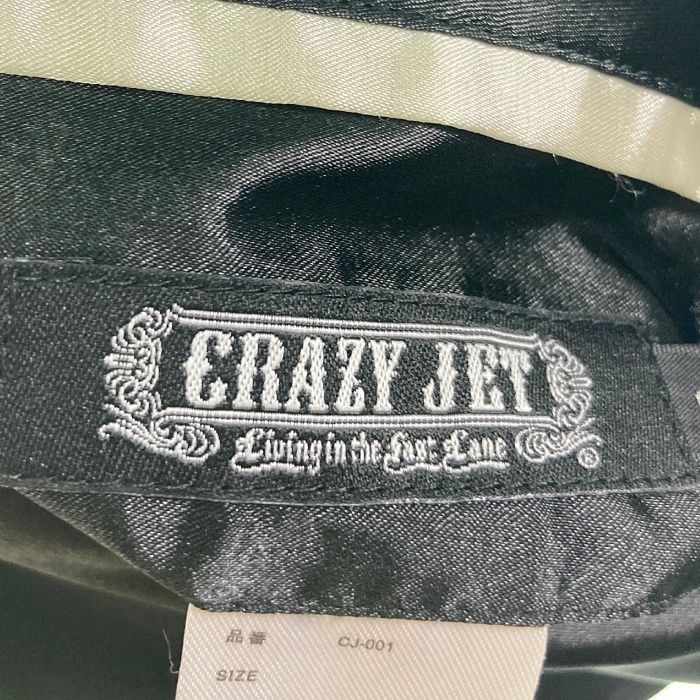 CRAZY JET
Living in the Fast Lane
®
品番 CJ-001
SIZE